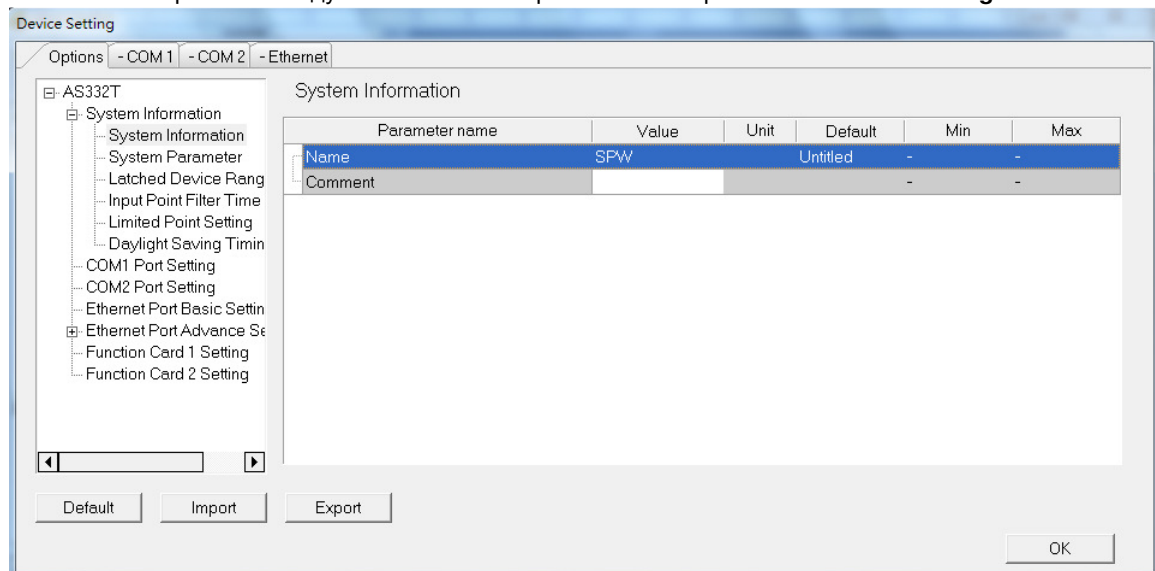 Device Setting
Options - COM 1 - COM 2 - Ethernet
AS332T
System Information
System Information
System Parameter
Latched Device Rang
Input Point Filter Time
Limited Point Setting
Daylight Saving Timin
COM1 Port Setting
COM2 Port Setting
Ethernet Port Basic Settin
Ethernet Port Advance Se
Function Card 1 Setting
Function Card 2 Setting
System Information
Parameter name Value Unit Default Min Max
Name SPW Untitled - -
Comment - -
Default Import Export
OK